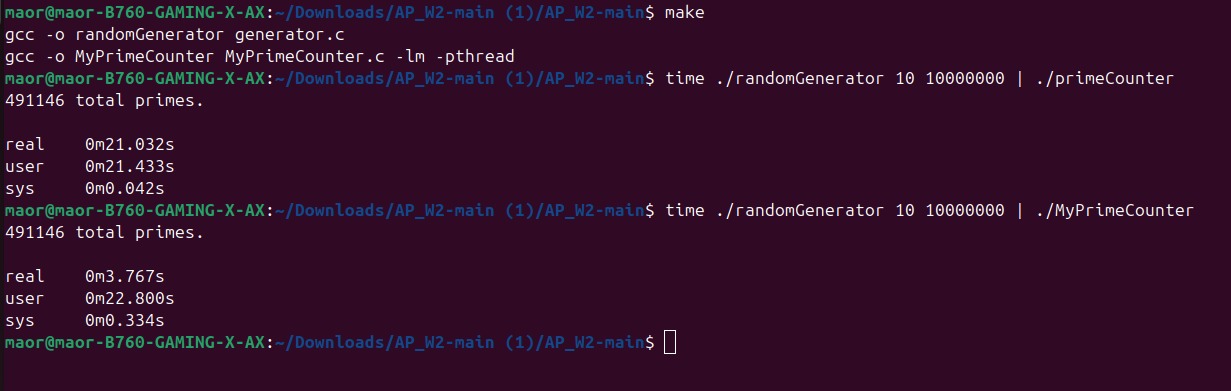 maor@maor-B760-GAMING-X-AX:~/Downloads/AP_W2-main (1)/AP_W2-main$ make
gcc -o randomGenerator generator.c
gcc -o MyPrimeCounter MyPrimeCounter.c -lm -pthread
maor@maor-B760-GAMING-X-AX:~/Downloads/AP_W2-main (1)/AP_W2-main$ time ./randomGenerator 10 10000000 | ./primeCounter
491146 total primes.

real    0m21.032s
user    0m21.433s
sys     0m0.042s
maor@maor-B760-GAMING-X-AX:~/Downloads/AP_W2-main (1)/AP_W2-main$ time ./randomGenerator 10 10000000 | ./MyPrimeCounter
491146 total primes.

real    0m3.767s
user    0m22.800s
sys     0m0.334s
maor@maor-B760-GAMING-X-AX:~/Downloads/AP_W2-main (1)/AP_W2-main$